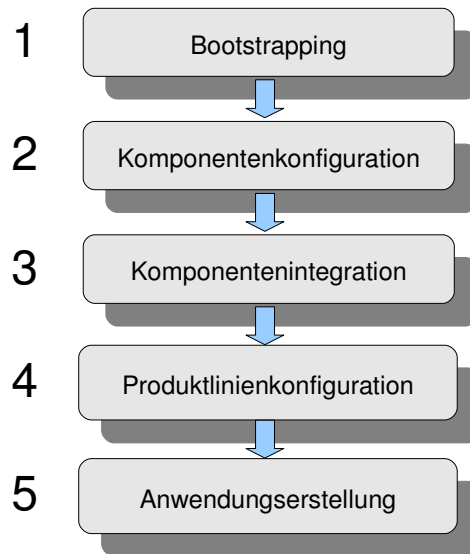 1 Bootstrapping
2 Komponentenkonfiguration
3 Komponentenintegration
4 Produktlinienkonfiguration
5 Anwendungserstellung